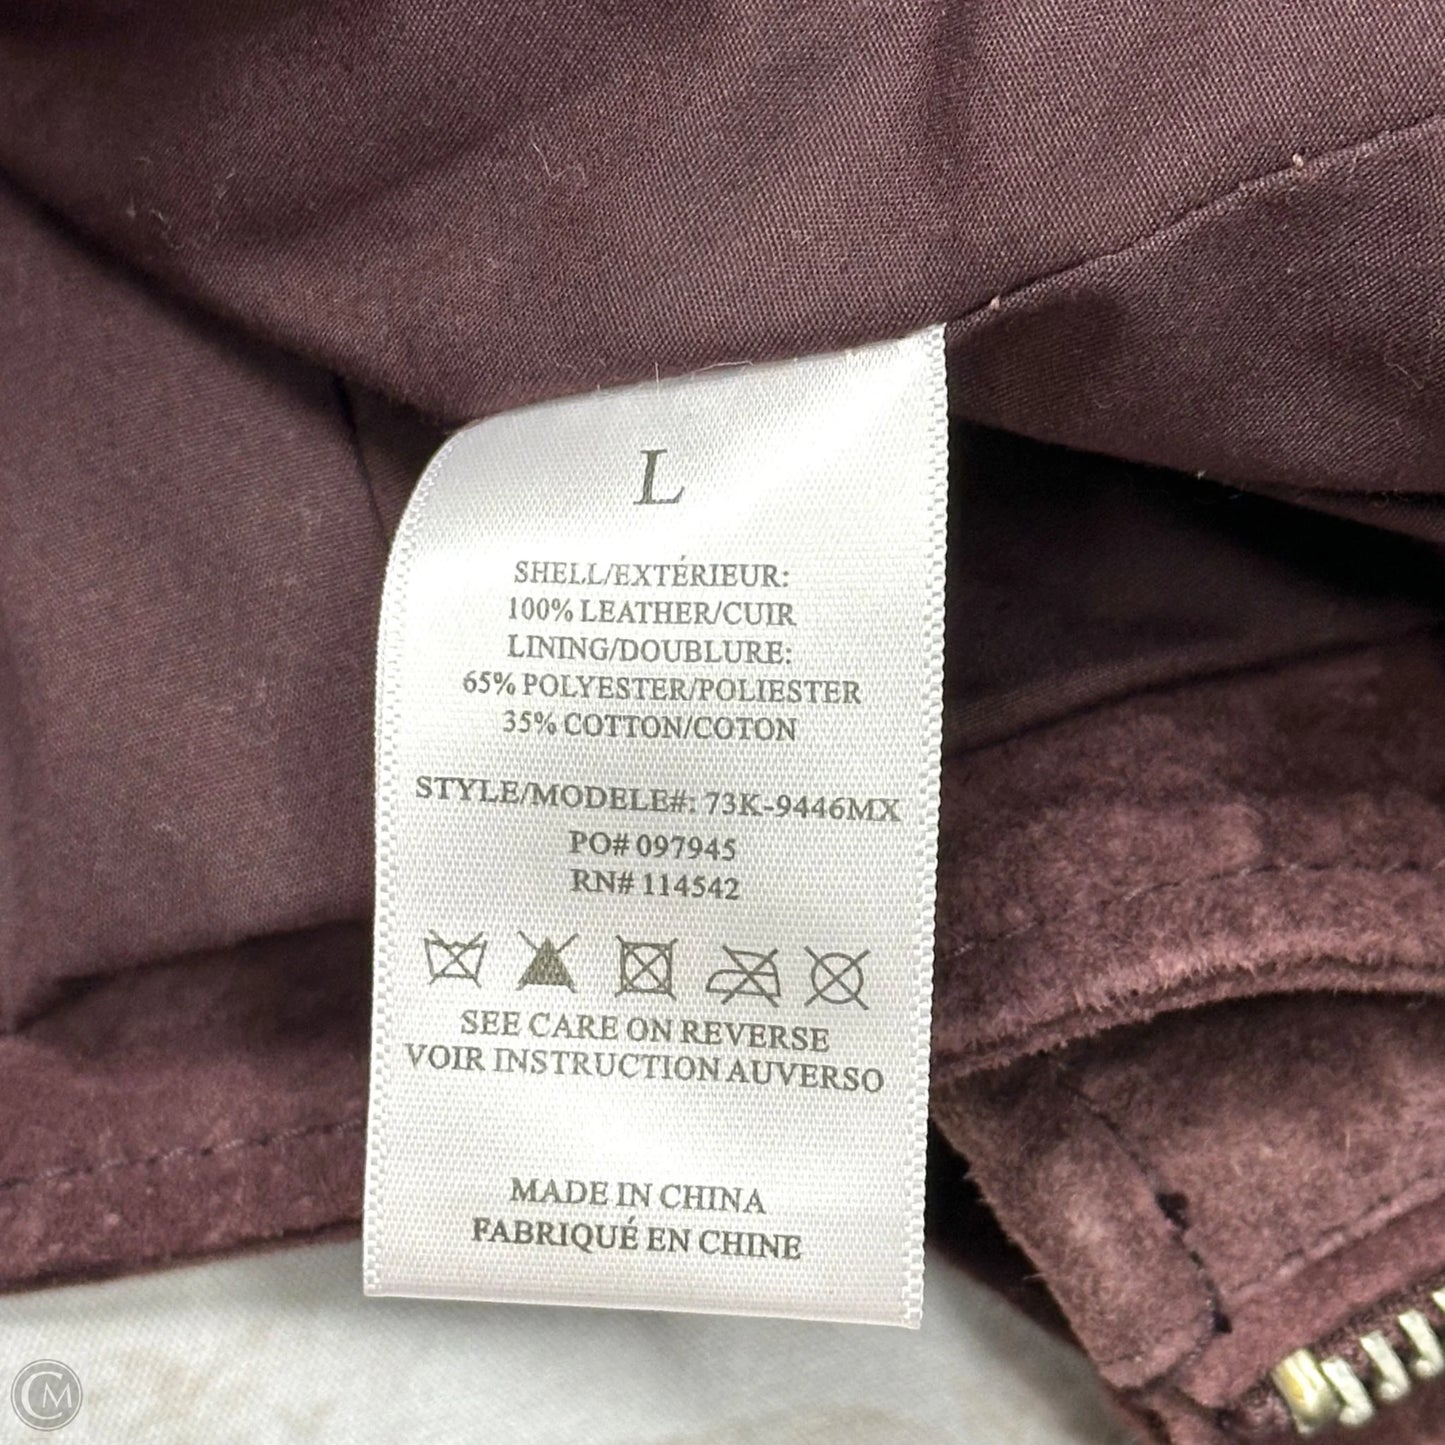 L
SHELL/EXTÉRIEUR:
100% LEATHER/CUIR
LINING/DOUBLURE:
65% POLYESTER/POLIESTER
35% COTTON/COTON
STYLE/MODELE#: 73K-9446MX
PO# 097945
RN# 114542
SEE CARE ON REVERSE
VOIR INSTRUCTION AUVERSO
MADE IN CHINA
FABRIQUÉ EN CHINE
CM